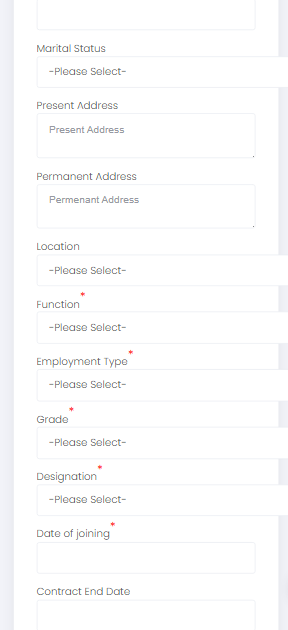 Marital Status
-Please Select-
Present Address
Present Address
Permanent Address
Permenant Address
Location
-Please Select-
Function*
-Please Select-
Employment Type*
-Please Select-
Grade*
-Please Select-
Designation*
-Please Select-
Date of joining*
Contract End Date